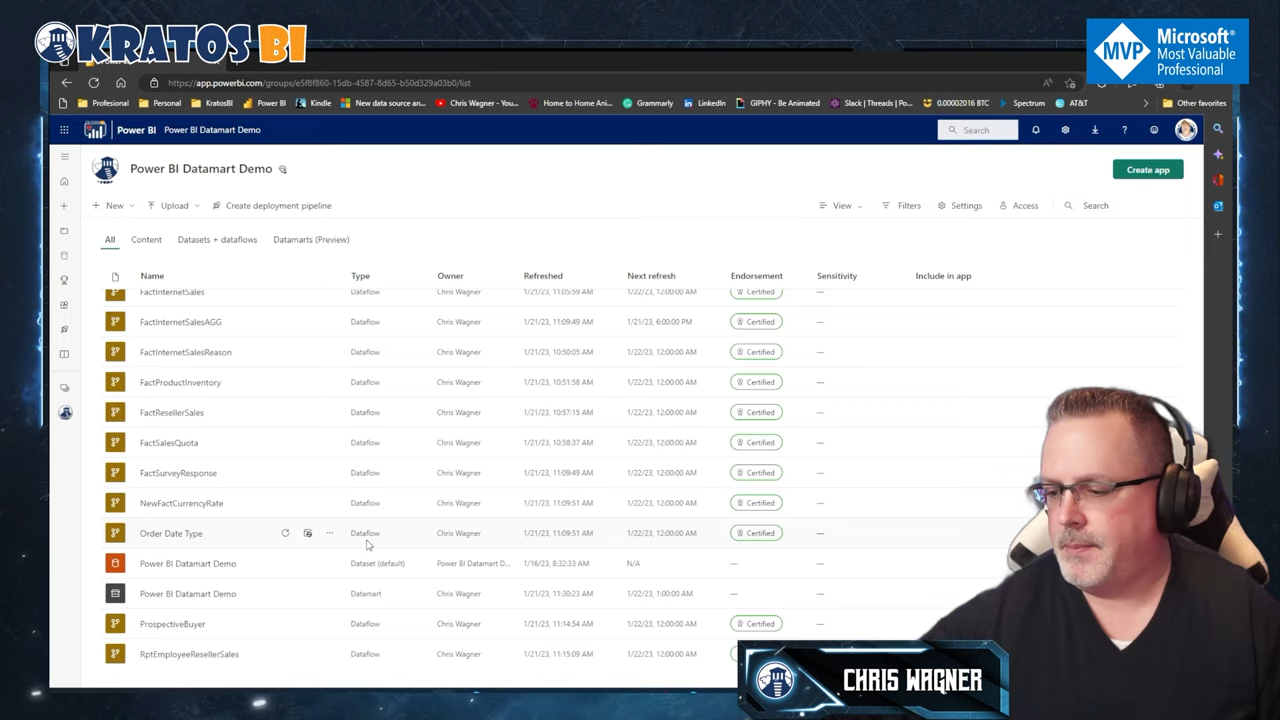 KRATOS BI
MVP
Microsoft®
Most Valuable
Professional
https://app.powerbi.com/groups/e5f8f860-15db-4587-8d65-b50d329a03b0/list
Profesional
Personal
KratosBI
Power BI
Kindle
New data source an...
Chris Wagner - You...
Home to Home Ani...
Grammarly
LinkedIn
GIPHY - Be Animated
Slack | Threads | Po...
0.00002016 BTC
Spectrum
AT&T
Other favorites
Power BI Power BI Datamart Demo
Search
Power BI Datamart Demo
Create app
New Upload Create deployment pipeline
View Filters Settings Access Search
All Content Datasets + dataflows Datamarts (Preview)
Name Type Owner Refreshed Next refresh Endorsement Sensitivity Include in app
FactInternetSales Dataflow Chris Wagner 1/21/23, 11:05:59 AM 1/22/23, 12:00:00 AM Certified —
FactInternetSalesAGG Dataflow Chris Wagner 1/21/23, 11:09:49 AM 1/21/23, 6:00:00 PM Certified —
FactInternetSalesReason Dataflow Chris Wagner 1/21/23, 10:50:05 AM 1/22/23, 12:00:00 AM Certified —
FactProductInventory Dataflow Chris Wagner 1/21/23, 10:51:58 AM 1/22/23, 12:00:00 AM Certified —
FactResellerSales Dataflow Chris Wagner 1/21/23, 10:57:15 AM 1/22/23, 12:00:00 AM Certified —
FactSalesQuota Dataflow Chris Wagner 1/21/23, 10:58:37 AM 1/22/23, 12:00:00 AM Certified —
FactSurveyResponse Dataflow Chris Wagner 1/21/23, 11:09:49 AM 1/22/23, 12:00:00 AM Certified —
NewFactCurrencyRate Dataflow Chris Wagner 1/21/23, 11:09:51 AM 1/22/23, 12:00:00 AM Certified —
Order Date Type Dataflow Chris Wagner 1/21/23, 11:09:51 AM 1/22/23, 12:00:00 AM Certified —
Power BI Datamart Demo Dataset (default) Power BI Datamart D... 1/16/23, 8:32:33 AM N/A — —
Power BI Datamart Demo Datamart Chris Wagner 1/21/23, 11:30:23 AM 1/22/23, 1:00:00 AM — —
ProspectiveBuyer Dataflow Chris Wagner 1/21/23, 11:14:54 AM 1/22/23, 12:00:00 AM Certified —
RptEmployeeResellerSales Dataflow Chris Wagner 1/21/23, 11:15:09 AM 1/22/23, 12:00:00 AM
CHRIS WAGNER